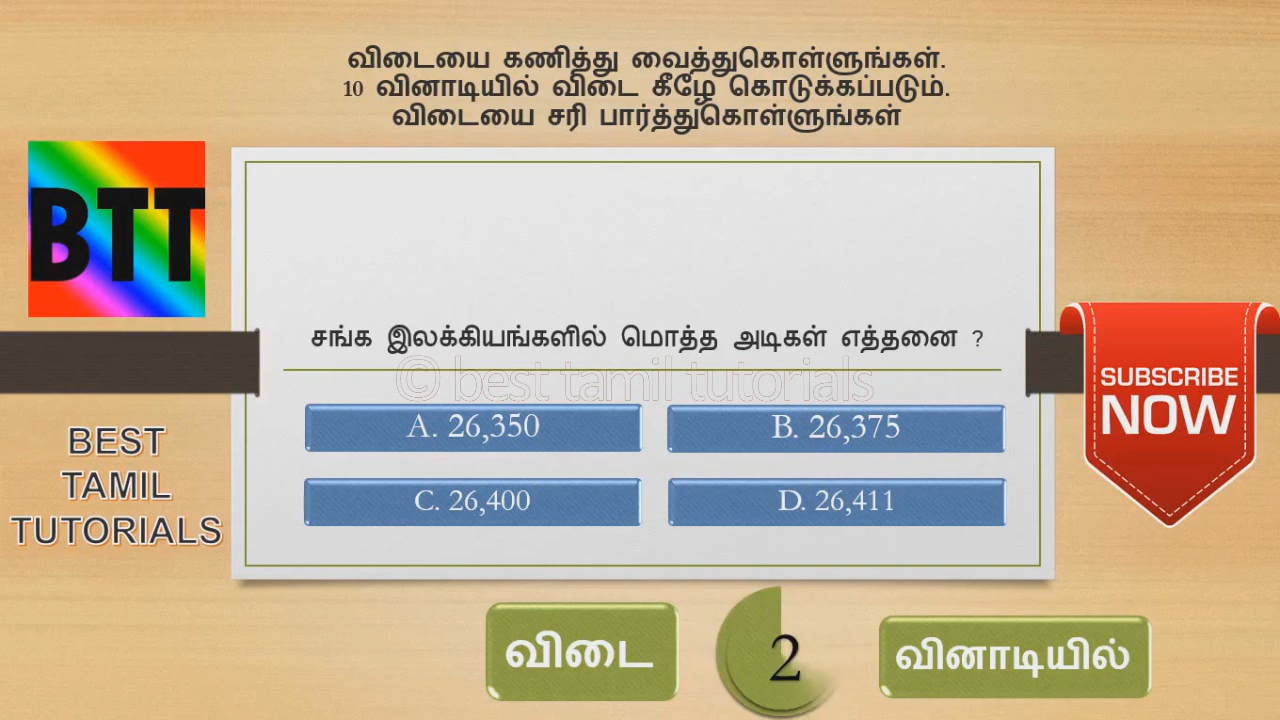 விடையை கணித்து வைத்துகொள்ளுங்கள்.
10 வினாடியில் விடை கீழே கொடுக்கப்படும்.
விடையை சரி பார்த்துகொள்ளுங்கள்
BTT
சங்க இலக்கியங்களில் மொத்த அடிகள் எத்தனை ?
© best tamil tutorials
A. 26,350
B. 26,375
C. 26,400
D. 26,411
SUBSCRIBE
NOW
BEST
TAMIL
TUTORIALS
விடை
2
வினாடியில்